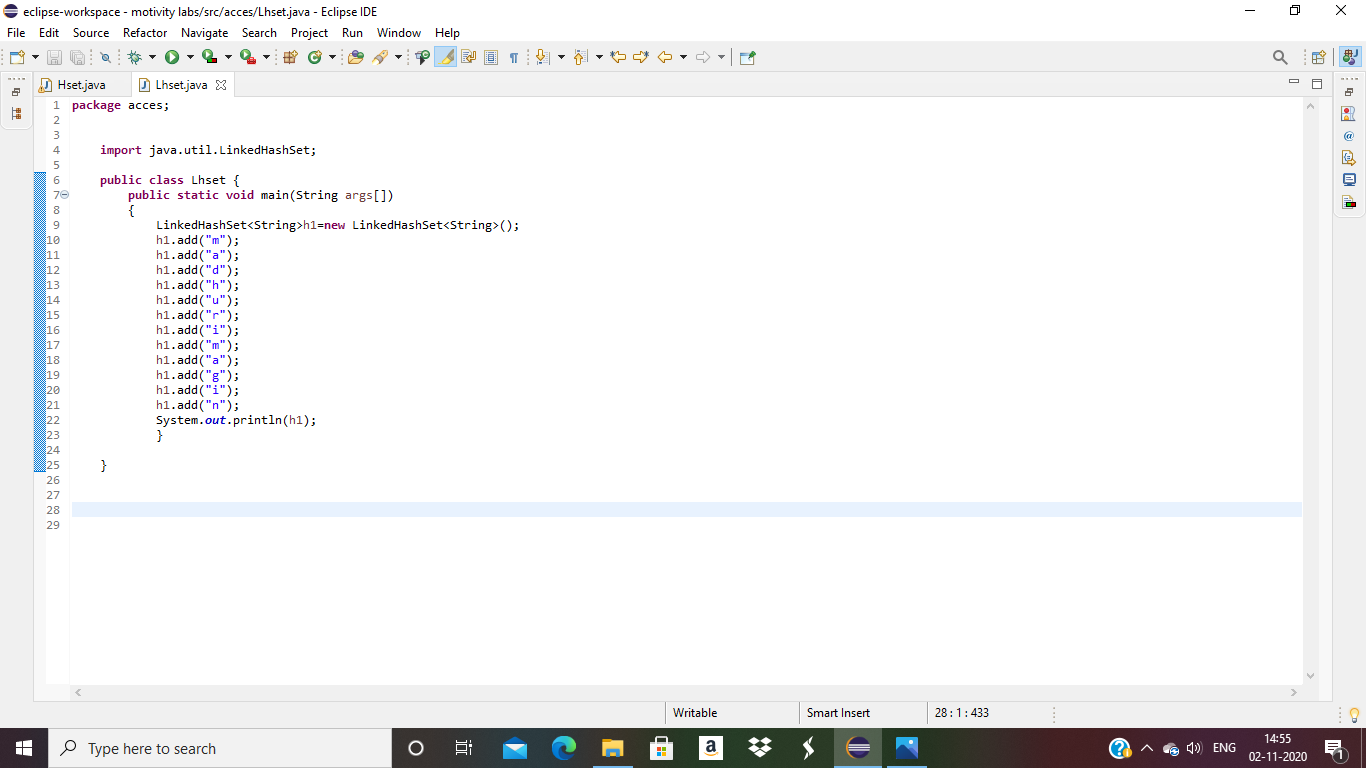 eclipse-workspace - motivity labs/src/acces/Lhset.java - Eclipse IDE
File Edit Source Refactor Navigate Search Project Run Window Help
Hset.java Lhset.java
1 package acces;
2
3
4 import java.util.LinkedHashSet;
5
6 public class Lhset {
7 public static void main(String args[])
8 {
9 LinkedHashSet<String>h1=new LinkedHashSet<String>();
10 h1.add("m");
11 h1.add("a");
12 h1.add("d");
13 h1.add("h");
14 h1.add("u");
15 h1.add("r");
16 h1.add("i");
17 h1.add("m");
18 h1.add("a");
19 h1.add("g");
20 h1.add("i");
21 h1.add("n");
22 System.out.println(h1);
23 }
24
25 }
26
27
28
29
Writable Smart Insert 28 : 1 : 433
Type here to search
ENG 14:55
02-11-2020
1